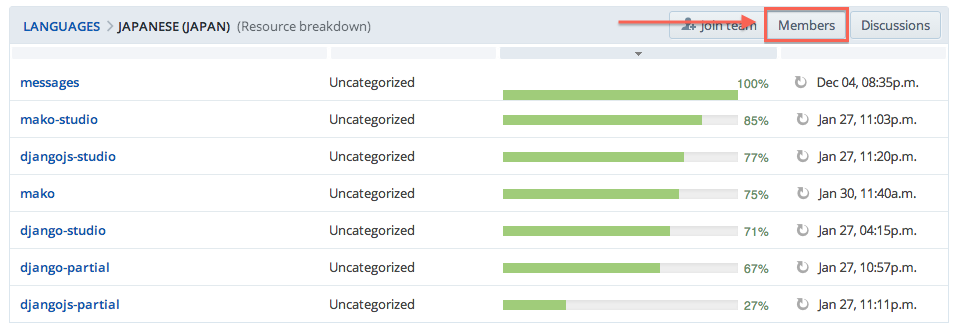 LANGUAGES > JAPANESE (JAPAN) (Resource breakdown) Join team Members Discussions
messages Uncategorized 100% Dec 04, 08:35p.m.
mako-studio Uncategorized 85% Jan 27, 11:03p.m.
djangojs-studio Uncategorized 77% Jan 27, 11:20p.m.
mako Uncategorized 75% Jan 30, 11:40a.m.
django-studio Uncategorized 71% Jan 27, 04:15p.m.
django-partial Uncategorized 67% Jan 27, 10:57p.m.
djangojs-partial Uncategorized 27% Jan 27, 11:11p.m.